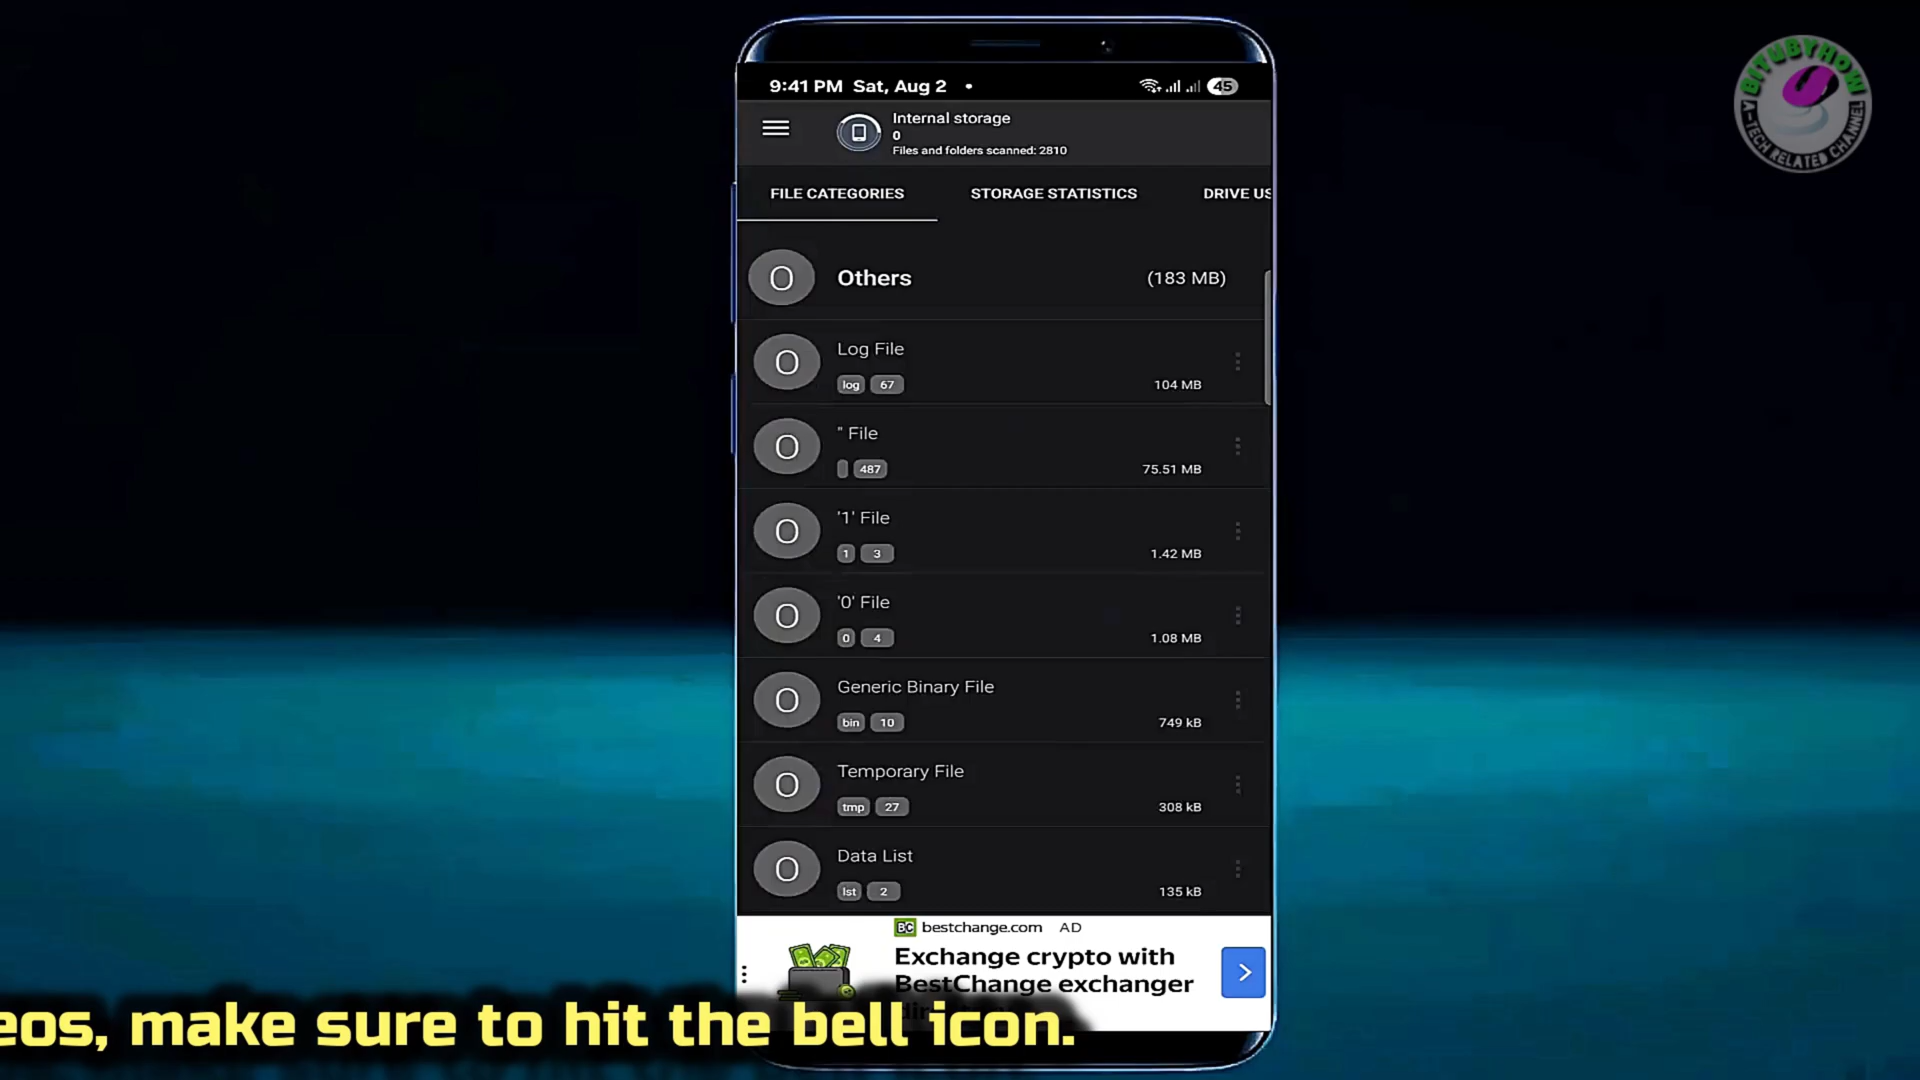 BITUBYHOW
A-TECH RELATED CHANNEL
9:41 PM Sat, Aug 2 •
45
Internal storage
0
Files and folders scanned: 2810
FILE CATEGORIES STORAGE STATISTICS DRIVE US
O Others (183 MB)
O Log File
log 67 104 MB
O " File
487 75.51 MB
O '1' File
1 3 1.42 MB
O '0' File
0 4 1.08 MB
O Generic Binary File
bin 10 749 kB
O Temporary File
tmp 27 308 kB
O Data List
lst 2 135 kB
BC bestchange.com AD
Exchange crypto with
BestChange exchanger
eos, make sure to hit the bell icon.